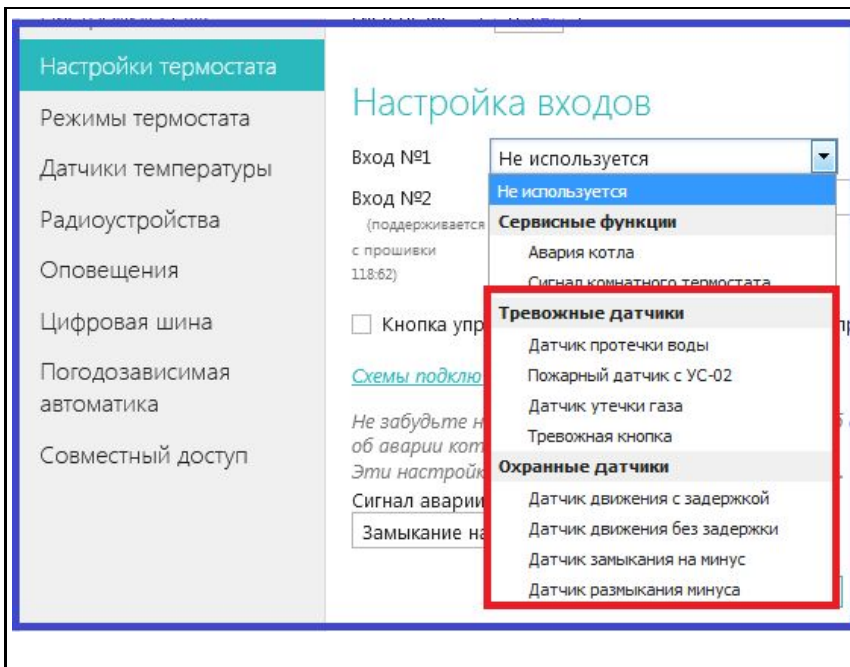 Настройки термостата
Режимы термостата
Датчики температуры
Радиоустройства
Оповещения
Цифровая шина
Погодозависимая
автоматика
Совместный доступ
Настройка входов
Вход №1
Не используется
Вход №2
(поддерживается
с прошивки
118:62)
Не используется
Сервисные функции
Авария котла
Сигнал комнатного термостата
Тревожные датчики
Датчик протечки воды
Пожарный датчик с УС-02
Датчик утечки газа
Тревожная кнопка
Охранные датчики
Датчик движения с задержкой
Датчик движения без задержки
Датчик замыкания на минус
Датчик размыкания минуса
Кнопка упр
Схемы подклю
Не забудьте н
об аварии кот
Эти настройк
Сигнал аварии
Замыкание на